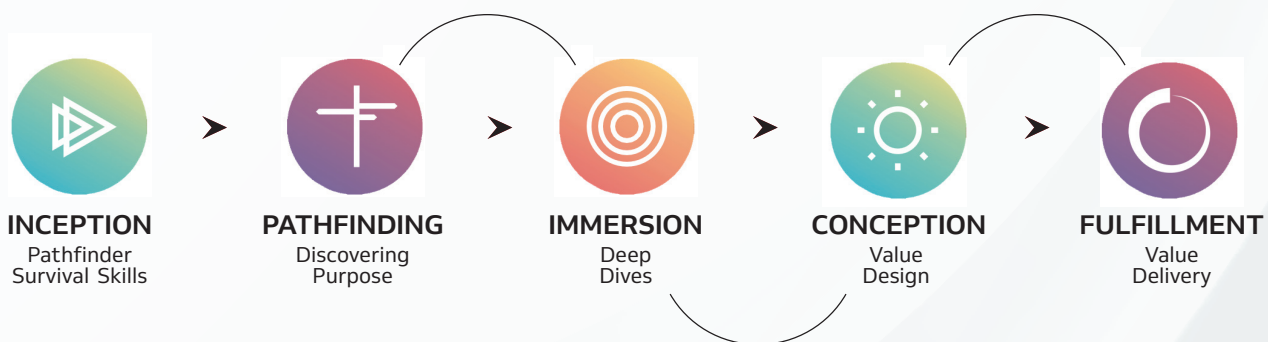 INCEPTION
Pathfinder
Survival Skills
PATHFINDING
Discovering
Purpose
IMMERSION
Deep
Dives
CONCEPTION
Value
Design
FULFILLMENT
Value
Delivery